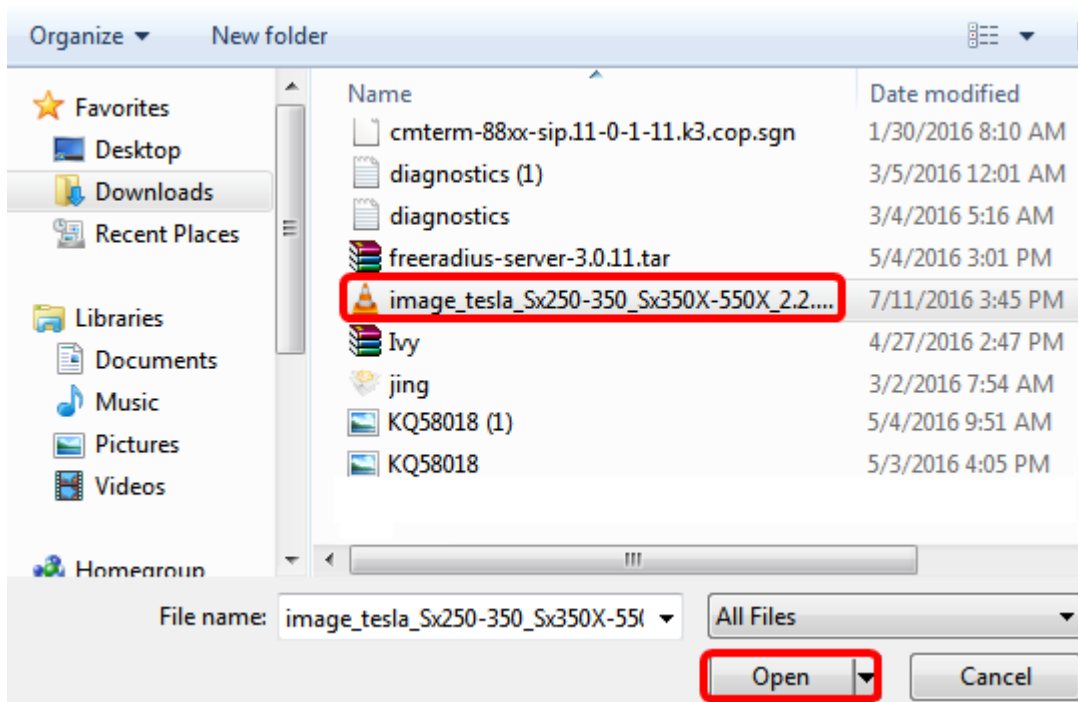 Organize New folder
Favorites
Desktop
Downloads
Recent Places
Libraries
Documents
Music
Pictures
Videos
Homegroup
Name Date modified
cmterm-88xx-sip.11-0-1-11.k3.cop.sgn 1/30/2016 8:10 AM
diagnostics (1) 3/5/2016 12:01 AM
diagnostics 3/4/2016 5:16 AM
freeradius-server-3.0.11.tar 5/4/2016 3:01 PM
image_tesla_Sx250-350_Sx350X-550X_2.2.... 7/11/2016 3:45 PM
Ivy 4/27/2016 2:47 PM
jing 3/2/2016 7:54 AM
KQ58018 (1) 5/4/2016 9:51 AM
KQ58018 5/3/2016 4:05 PM
File name: image_tesla_Sx250-350_Sx350X-55( All Files
Open Cancel